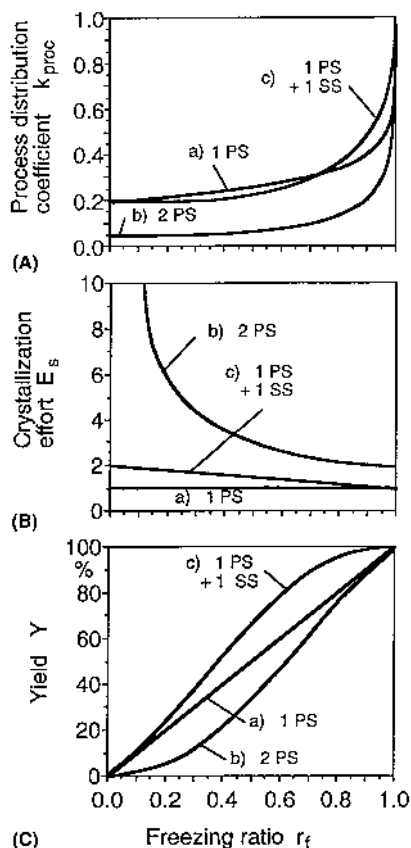 Process distribution
coefficient k proc
1.0
0.8
0.6
0.4
0.2
0.0
c) 1 PS
+ 1 SS
a) 1 PS
b) 2 PS
(A)
Crystallization
effort E s
10
8
6
4
2
0
b) 2 PS
c) 1 PS
+ 1 SS
a) 1 PS
(B)
Yield Y
100
%
80
60
40
20
0
c) 1 PS
+ 1 SS
a) 1 PS
b) 2 PS
0.0 0.2 0.4 0.6 0.8 1.0
(C) Freezing ratio r f